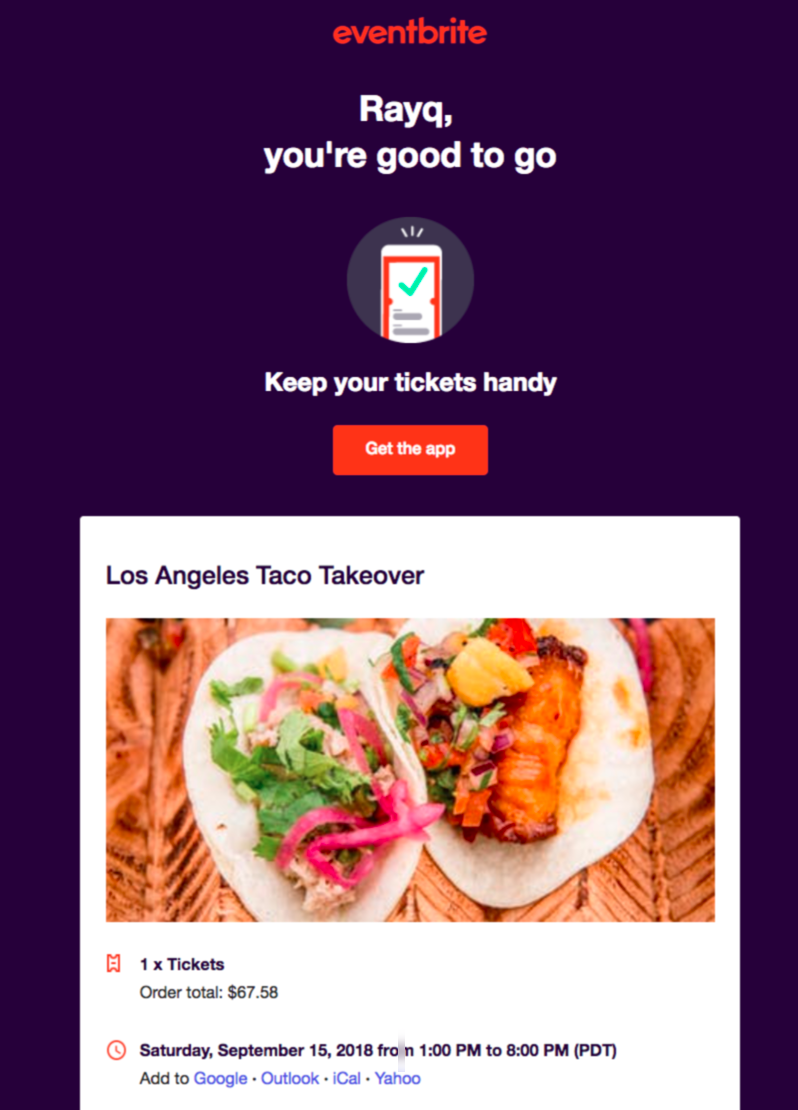 eventbrite
Rayq,
you're good to go
Keep your tickets handy
Get the app
Los Angeles Taco Takeover
1 x Tickets
Order total: $67.58
Saturday, September 15, 2018 from 1:00 PM to 8:00 PM (PDT)
Add to Google · Outlook · iCal · Yahoo